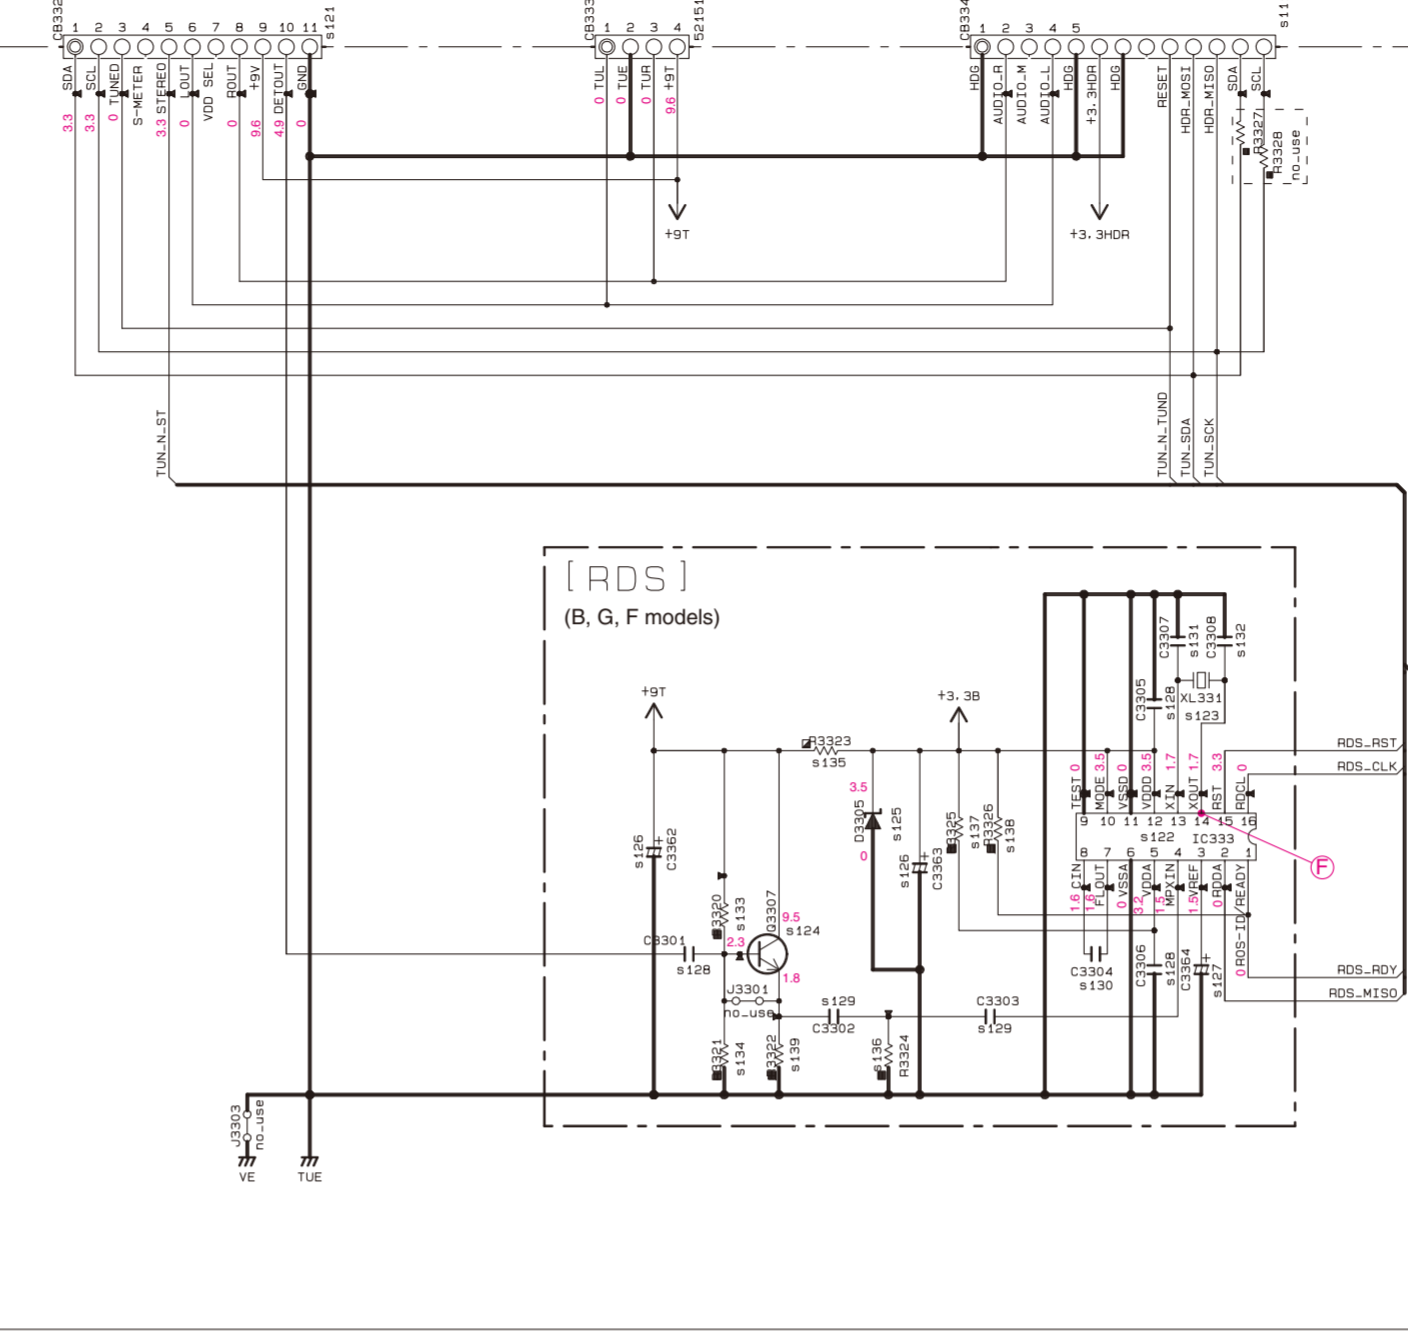 CB332
1 2 3 4 5 6 7 8 9 10 11
s121
SDA
SCL
TUNED
S-METER
STEREO
LOUT
VDD SEL
ROUT
+9V
DETOUT
GND
3.3
3.3
0
3.3
0
0
9.6
4.9
0
CB333
1 2 3 4
52151
TUL
TUE
TUR
+9T
0
0
0
9.6
CB334
1 2 3 4 5
s11
HDG
AUDIO_R
AUDIO_M
AUDIO_L
HDG
+3.3HDR
HDG
RESET
HDR_MOSI
HDR_MISO
SDA
SCL
R3327
R3328
no_use
+9T
+3.3HDR
TUN_N_ST
TUN_N_TUND
TUN_SDA
TUN_SCK
[RDS]
(B, G, F models)
+9T
+3.3B
C3307
s131
C3308
s132
C3305
s128
XL331
s123
R3323
s135
RDS_RST
RDS_CLK
3.5
D3305
s125
0
s126
C3362
s126
C3363
R3325
s137
R3326
s138
0
3.5
0
3.5
1.7
1.7
3.3
0
TEST
MODE
VSSD
VDDD
XIN
XOUT
RST
RDCL
9 10 11 12 13 14 15 16
s122
IC333
8 7 6 5 4 3 2 1
F
CIN
FLOUT
VSSA
VDDA
MPXIN
VREF
RDDA
ROS-ID/READY
1.6
1.6
0
3.2
1.5
1.5
0
0
R3320
s133
Q3307
9.5
s124
2.3
1.8
C3301
s128
J3301
no_use
s129
C3302
C3303
s129
C3304
s130
C3306
s128
C3364
s127
RDS_RDY
RDS_MISO
R3321
s134
R3322
s139
s136
R3324
J3303
no_use
VE
TUE